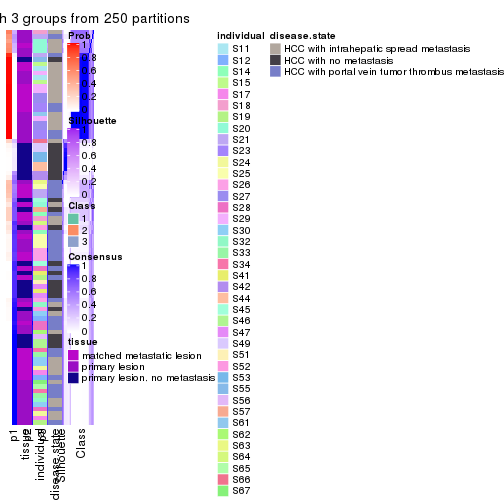 h 3 groups from 250 partitions
Prob
1
0.8
0.6
0.4
0.2
0
Silhouette
1
0.8
0.6
0.4
0.2
0
Class
1
2
3
Consensus
1
0.8
0.6
0.4
0.2
0
tissue
matched metastatic lesion
primary lesion
primary lesion. no metastasis
individual
S11
S12
S14
S15
S17
S18
S19
S20
S21
S23
S24
S25
S26
S27
S28
S29
S30
S32
S33
S34
S41
S42
S44
S45
S46
S47
S49
S51
S52
S53
S55
S56
S57
S61
S62
S63
S64
S65
S66
S67
disease.state
HCC with intrahepatic spread metastasis
HCC with no metastasis
HCC with portal vein tumor thrombus metastasis
p1
tissue
individual
disease.state
Silhouette
Class